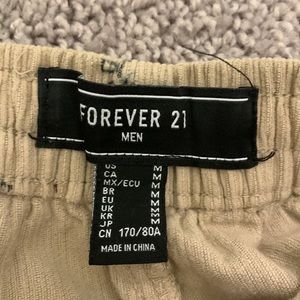 FOREVER 21
MEN
US M
CA M
MX/ECU M
BR M
EU M
UK M
KR M
JP M
CN 170/80A
MADE IN CHINA